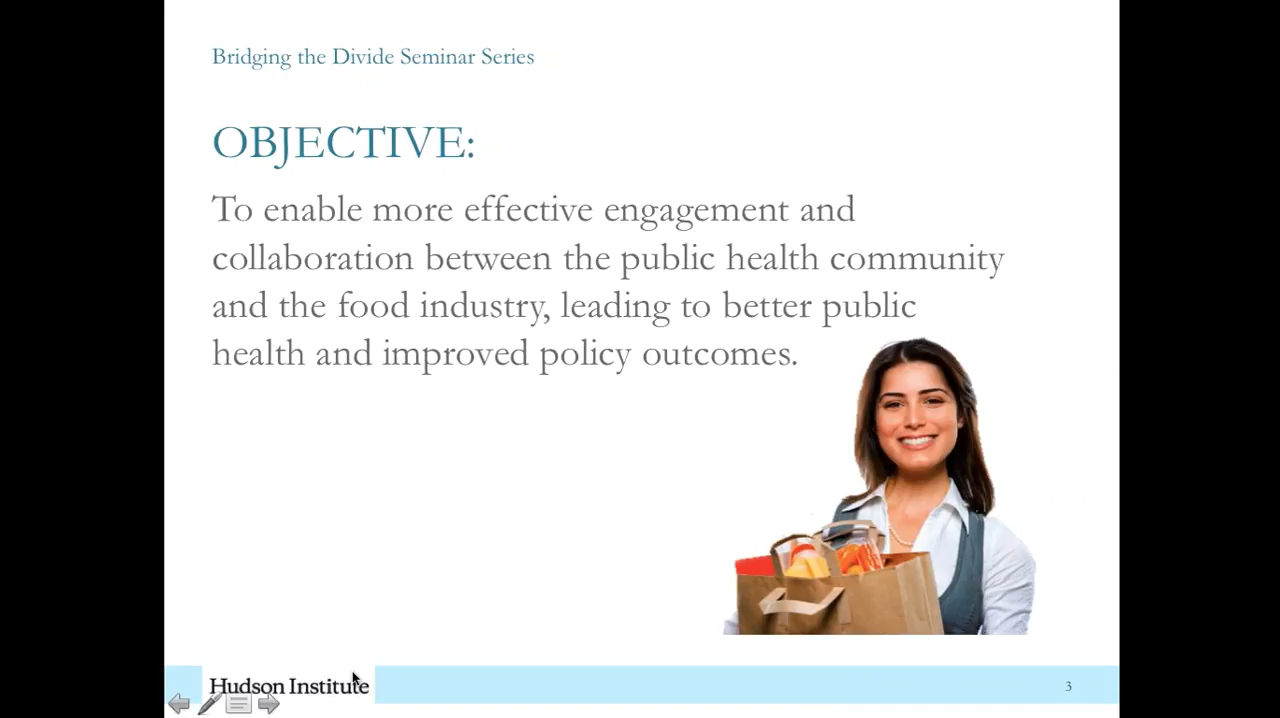 Bridging the Divide Seminar Series
OBJECTIVE:
To enable more effective engagement and
collaboration between the public health community
and the food industry, leading to better public
health and improved policy outcomes.
Hudson Institute
3